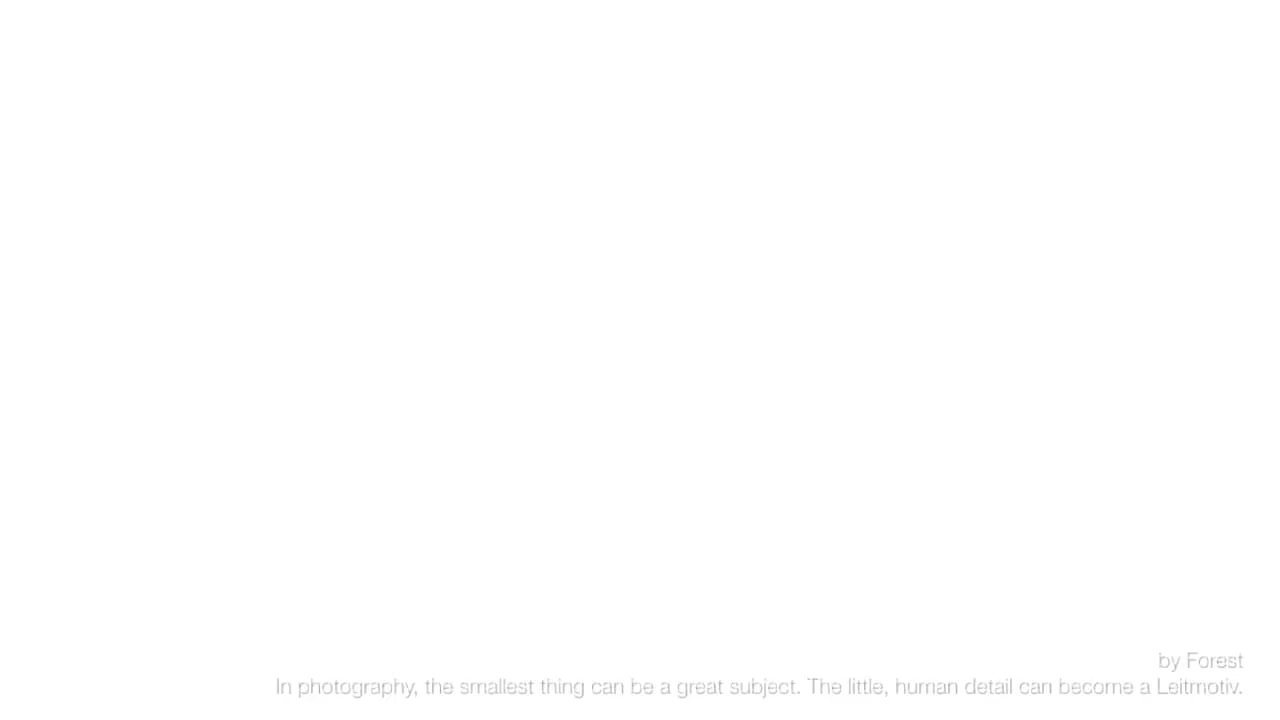 by Forest
In photography, the smallest thing can be a great subject. The little, human detail can become a Leitmotiv.